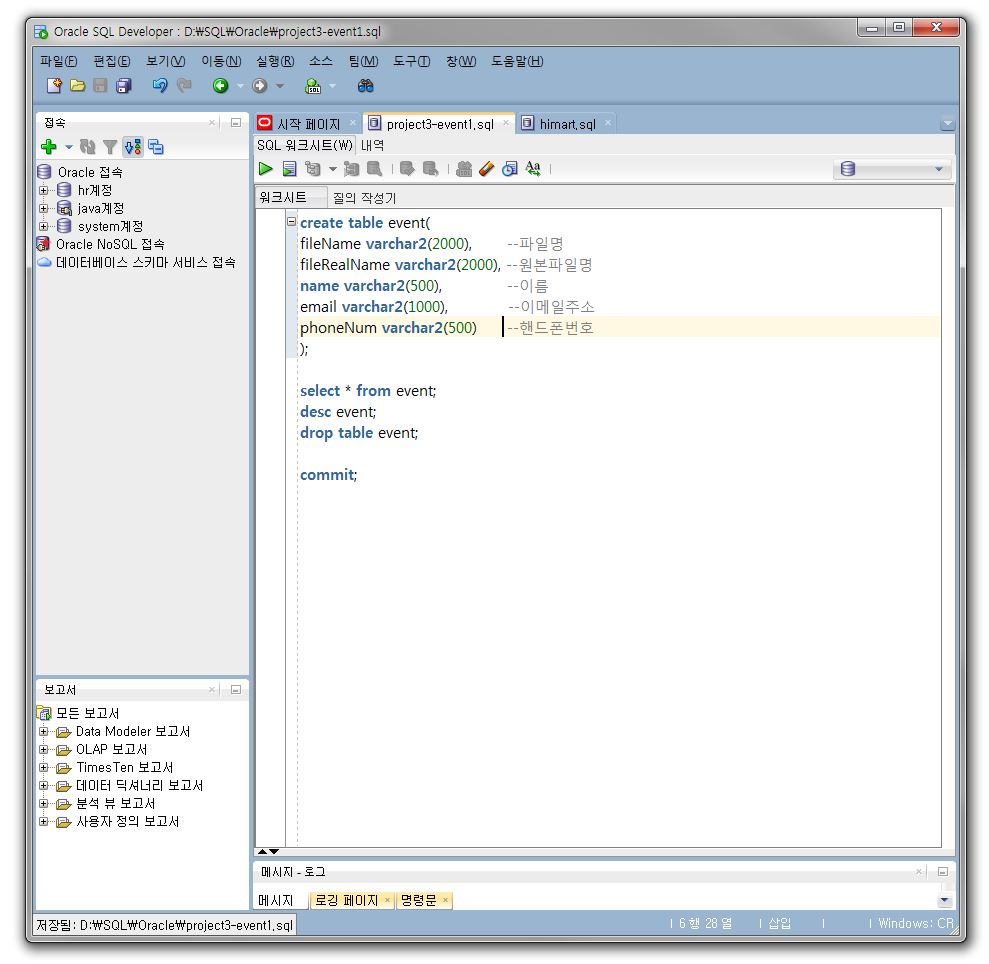 Oracle SQL Developer : D:₩SQL₩Oracle₩project3-event1.sql
파일(F) 편집(E) 보기(V) 이동(N) 실행(R) 소스 팀(M) 도구(T) 창(W) 도움말(H)
접속
Oracle 접속
hr계정
java계정
system계정
Oracle NoSQL 접속
데이터베이스 스키마 서비스 접속
보고서
모든 보고서
Data Modeler 보고서
OLAP 보고서
TimesTen 보고서
데이터 딕셔너리 보고서
분석 뷰 보고서
사용자 정의 보고서
시작 페이지 project3-event1.sql himart.sql
SQL 워크시트(W) 내역
SQL
Aa
워크시트 질의 작성기
create table event(
fileName varchar2(2000), --파일명
fileRealName varchar2(2000), --원본파일명
name varchar2(500), --이름
email varchar2(1000), --이메일주소
phoneNum varchar2(500) --핸드폰번호
);
select * from event;
desc event;
drop table event;
commit;
메시지 - 로그
메시지 로깅 페이지 명령문
저장됨: D:₩SQL₩Oracle₩project3-event1.sql
6 행 28 열 삽입 Windows: CR